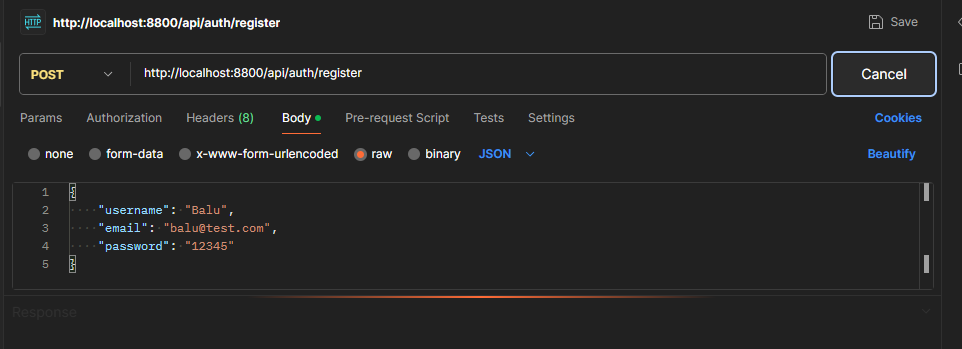 HTTP http://localhost:8800/api/auth/register Save
POST http://localhost:8800/api/auth/register Cancel
Params Authorization Headers (8) Body Pre-request Script Tests Settings Cookies
none form-data x-www-form-urlencoded raw binary JSON Beautify
1 {
2 "username": "Balu",
3 "email": "balu@test.com",
4 "password": "12345"
5 }
Response